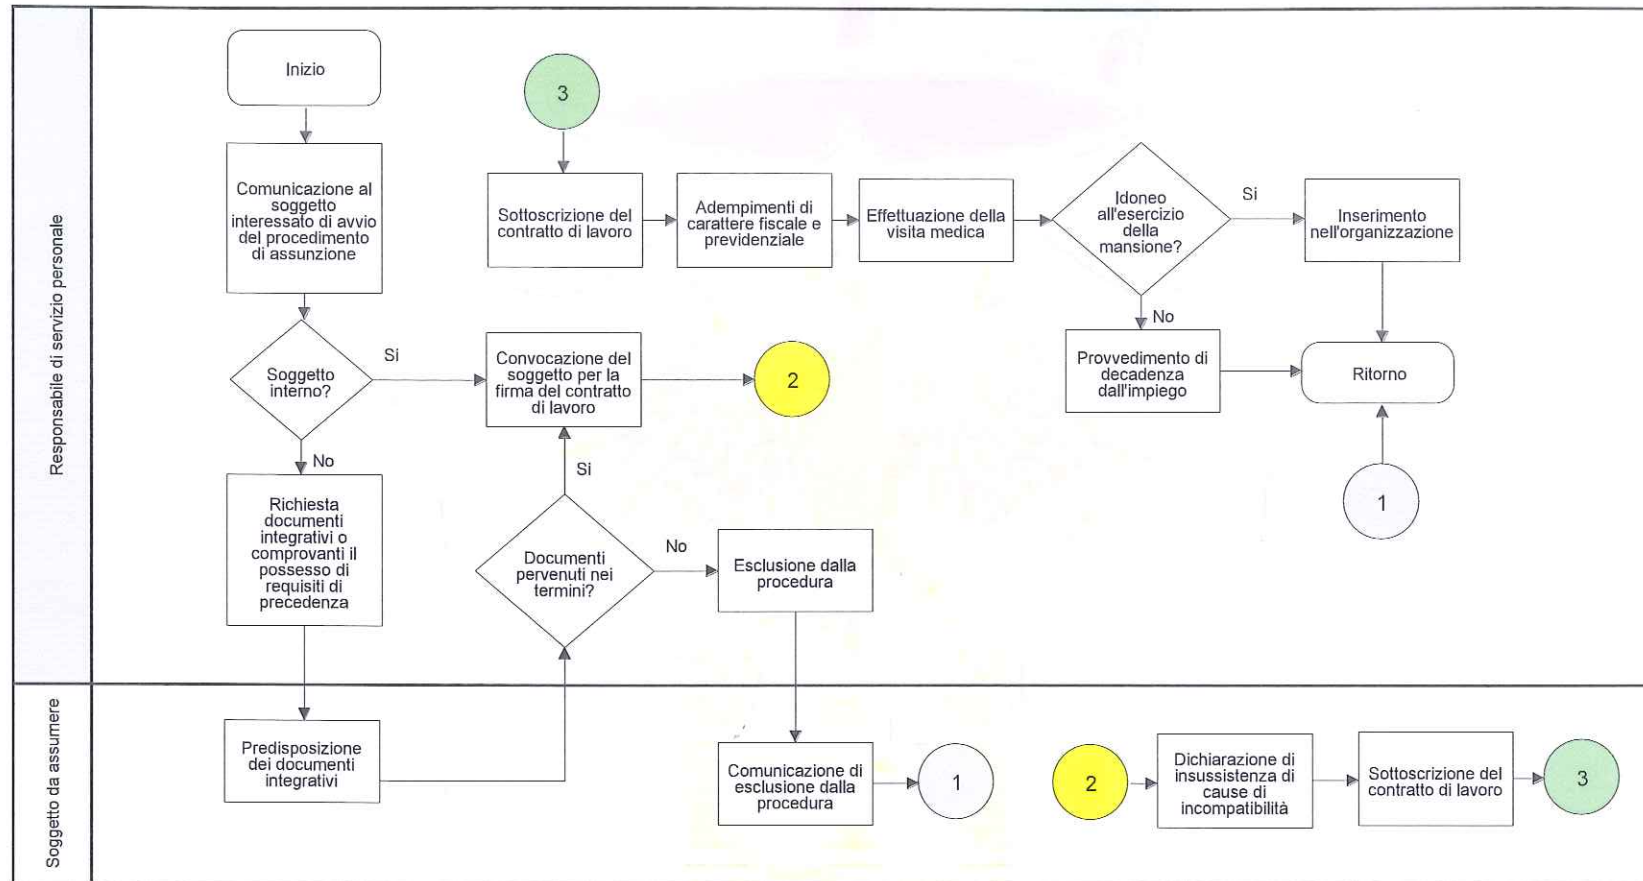 Responsabile di servizio personale
Inizio
Comunicazione al
soggetto
interessato di avvio
del procedimento
di assunzione
Soggetto
interno?
Si
No
Richiesta
documenti
integrativi o
comprovanti il
possesso di
requisiti di
precedenza
3
Sottoscrizione del
contratto di lavoro
Adempimenti di
carattere fiscale e
previdenziale
Effettuazione della
visita medica
Idoneo
all'esercizio
della
mansione?
Si
No
Inserimento
nell'organizzazione
Convocazione del
soggetto per la
firma del contratto
di lavoro
2
Provvedimento di
decadenza
dall'impiego
Ritorno
1
Si
Documenti
pervenuti nei
termini?
No
Esclusione dalla
procedura
Soggetto da assumere
Predisposizione
dei documenti
integrativi
Comunicazione di
esclusione dalla
procedura
1
2
Dichiarazione di
insussistenza di
cause di
incompatibilità
Sottoscrizione del
contratto di lavoro
3